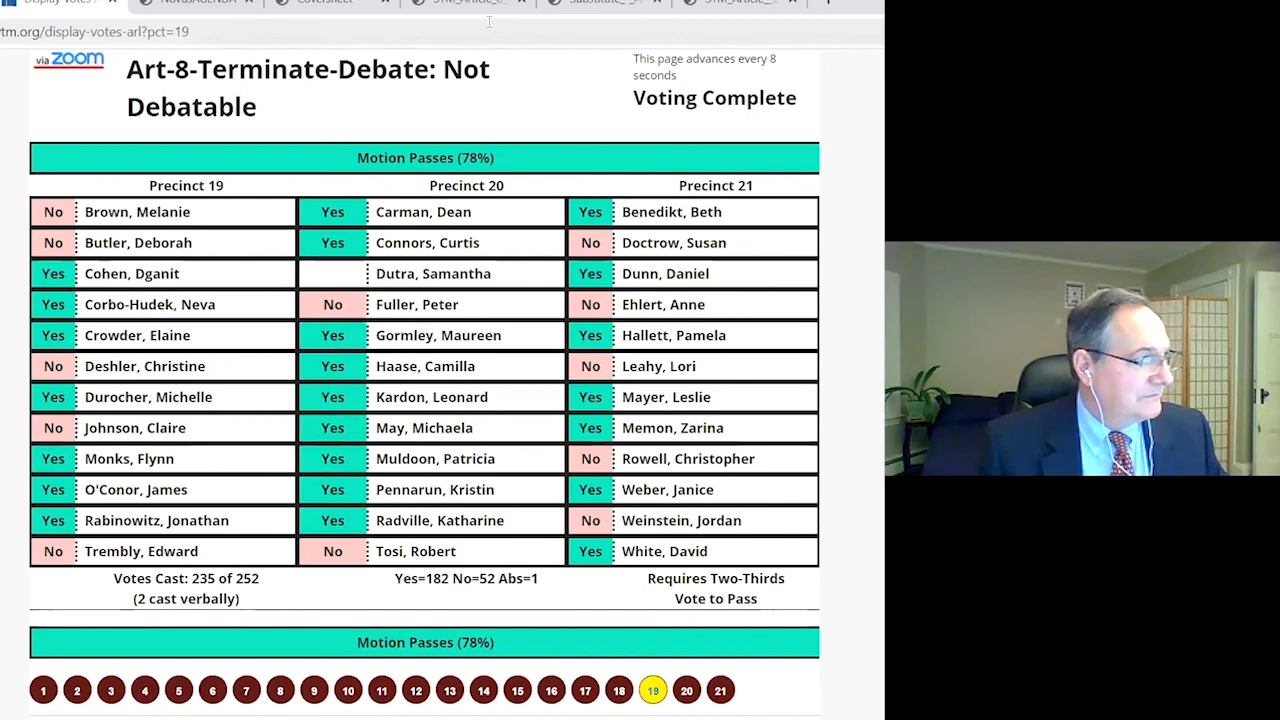 tm.org/display-votes-arl?pct=19
via zoom
Art-8-Terminate-Debate: Not
Debatable
This page advances every 8
seconds
Voting Complete
Motion Passes (78%)
Precinct 19 Precinct 20 Precinct 21
No Brown, Melanie Yes Carman, Dean Yes Benedikt, Beth
No Butler, Deborah Yes Connors, Curtis No Doctrow, Susan
Yes Cohen, Dganit Dutra, Samantha Yes Dunn, Daniel
Yes Corbo-Hudek, Neva No Fuller, Peter No Ehlert, Anne
Yes Crowder, Elaine Yes Gormley, Maureen Yes Hallett, Pamela
No Deshler, Christine Yes Haase, Camilla No Leahy, Lori
Yes Durocher, Michelle Yes Kardon, Leonard Yes Mayer, Leslie
No Johnson, Claire Yes May, Michaela Yes Memon, Zarina
Yes Monks, Flynn Yes Muldoon, Patricia No Rowell, Christopher
Yes O'Conor, James Yes Pennarun, Kristin Yes Weber, Janice
Yes Rabinowitz, Jonathan Yes Radville, Katharine No Weinstein, Jordan
No Trembly, Edward No Tosi, Robert Yes White, David
Votes Cast: 235 of 252 Yes=182 No=52 Abs=1 Requires Two-Thirds
(2 cast verbally) Vote to Pass
Motion Passes (78%)
1 2 3 4 5 6 7 8 9 10 11 12 13 14 15 16 17 18 19 20 21